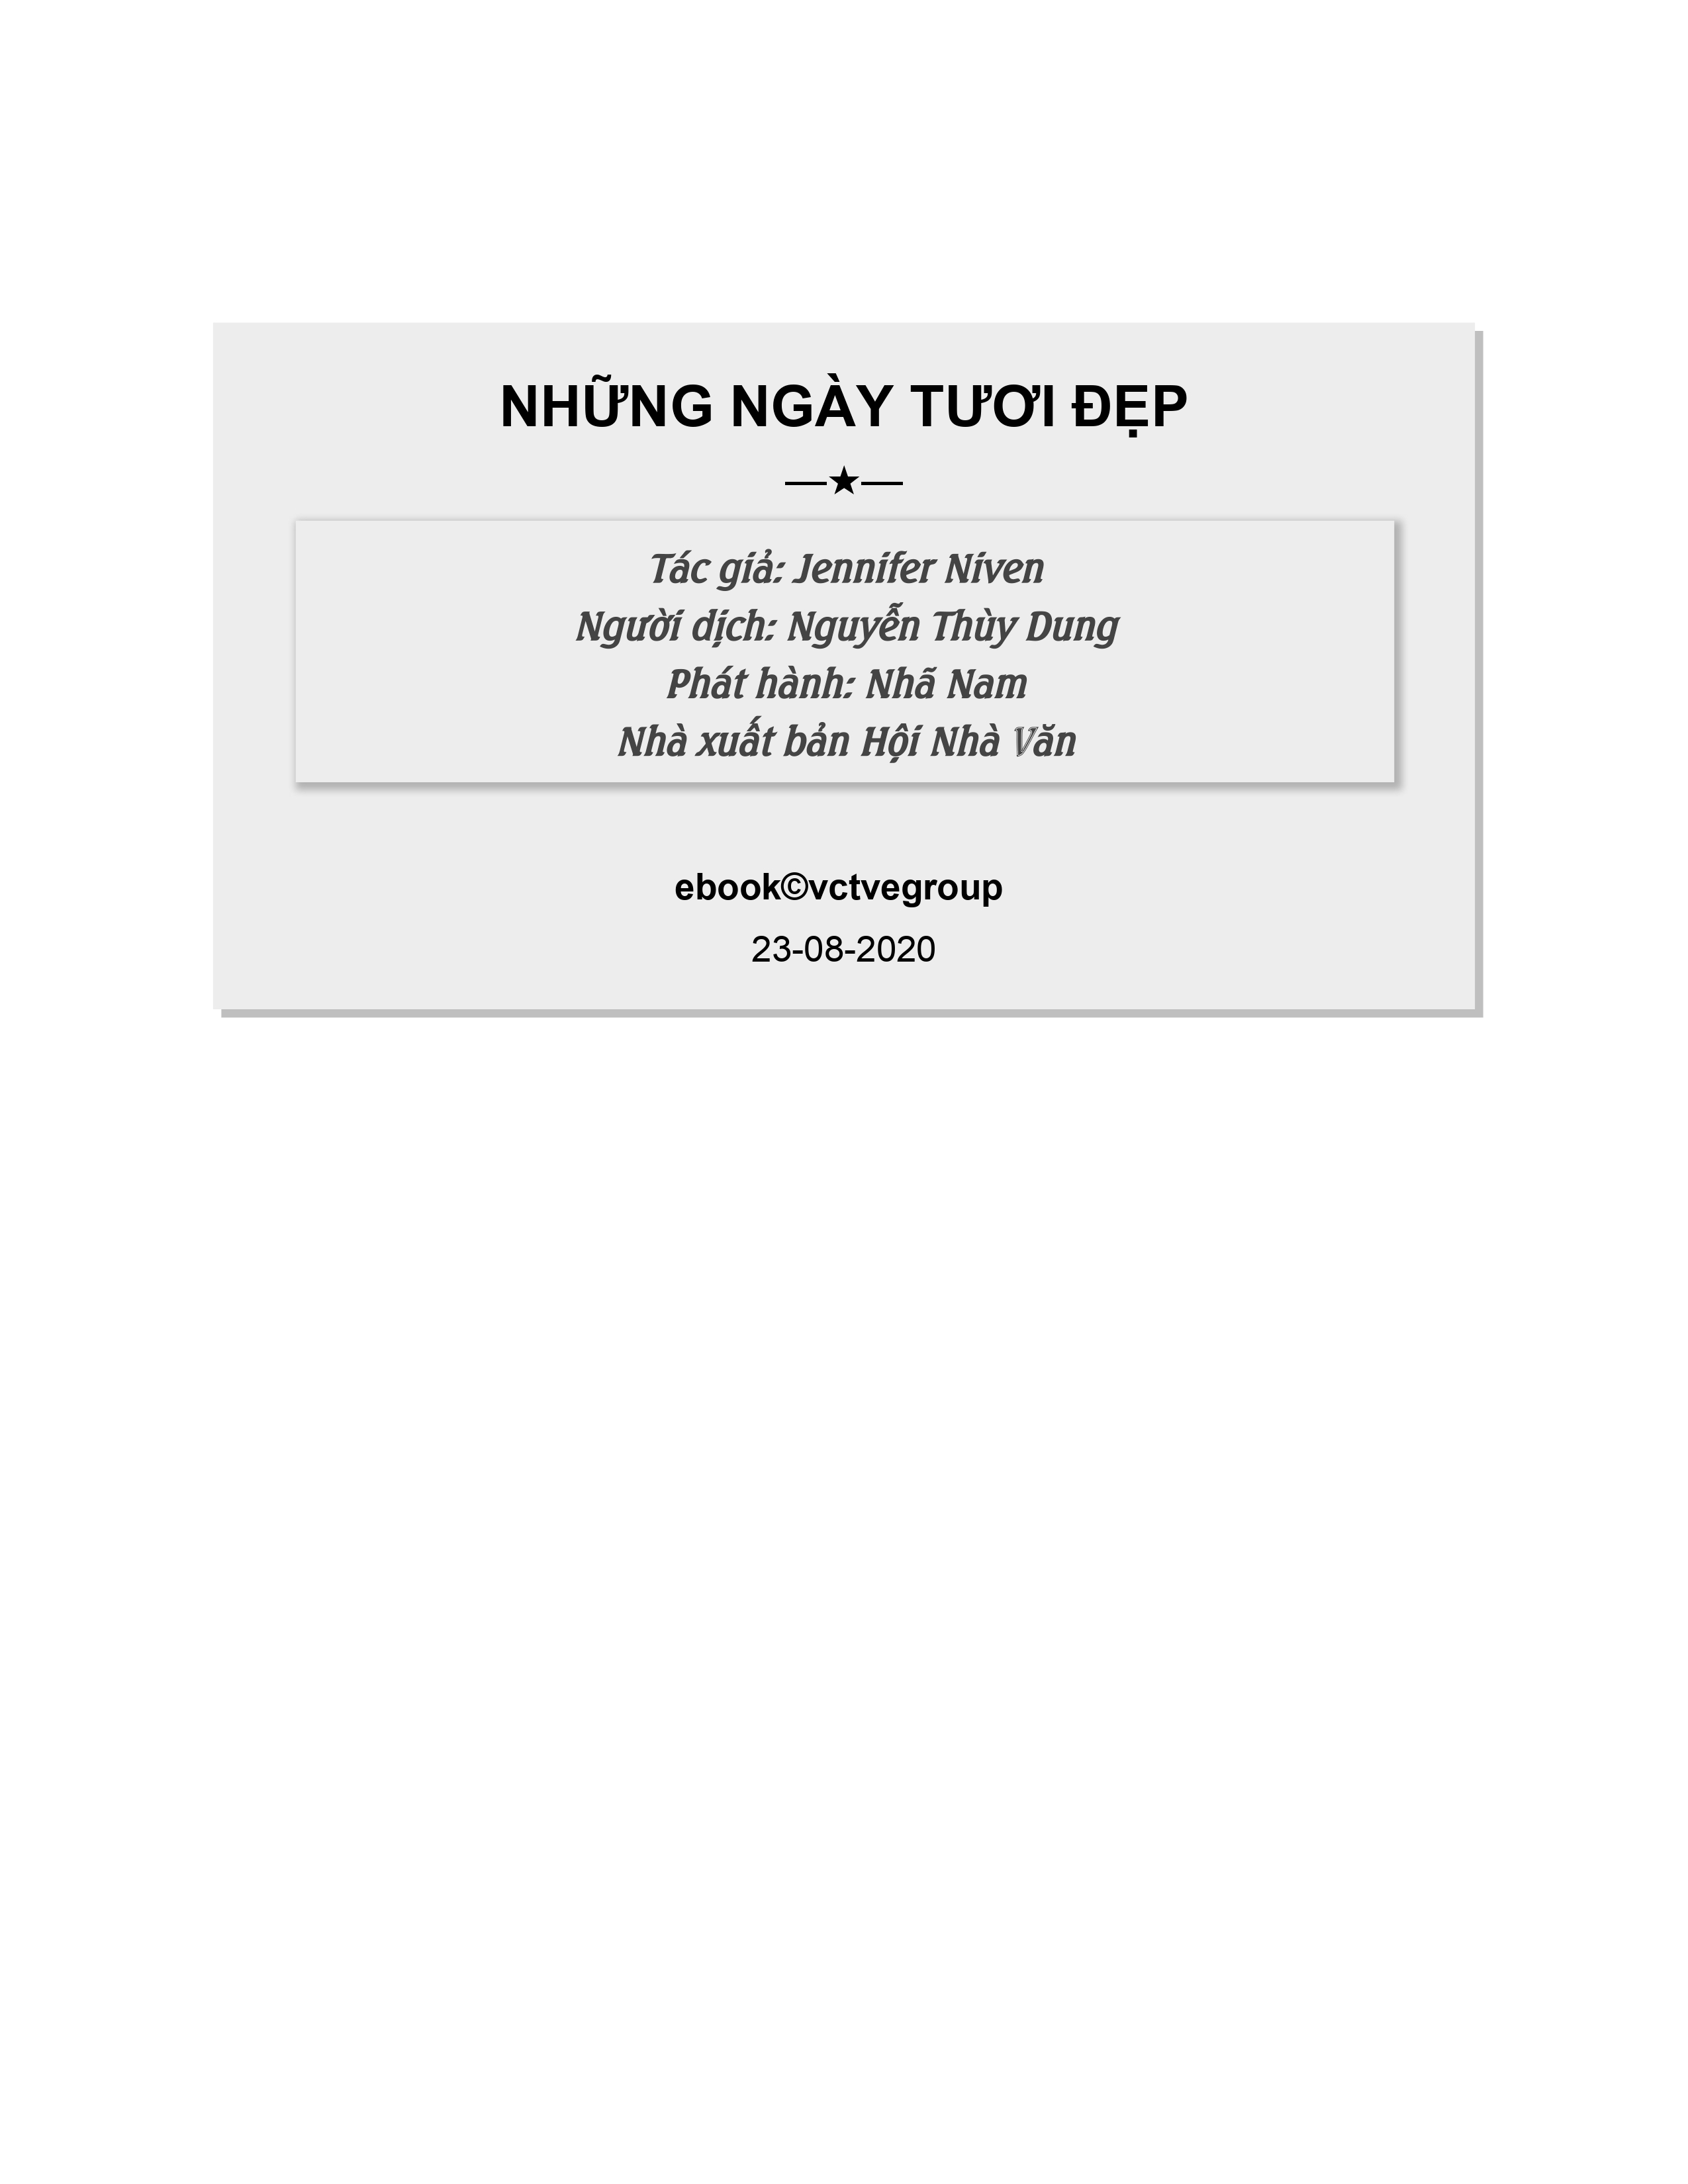 NHỮNG NGÀY TƯƠI ĐẸP
—★—
Tác giả: Jennifer Niven
Người dịch: Nguyễn Thùy Dung
Phát hành: Nhã Nam
Nhà xuất bản Hội Nhà Văn
ebook©vctvegroup
23-08-2020